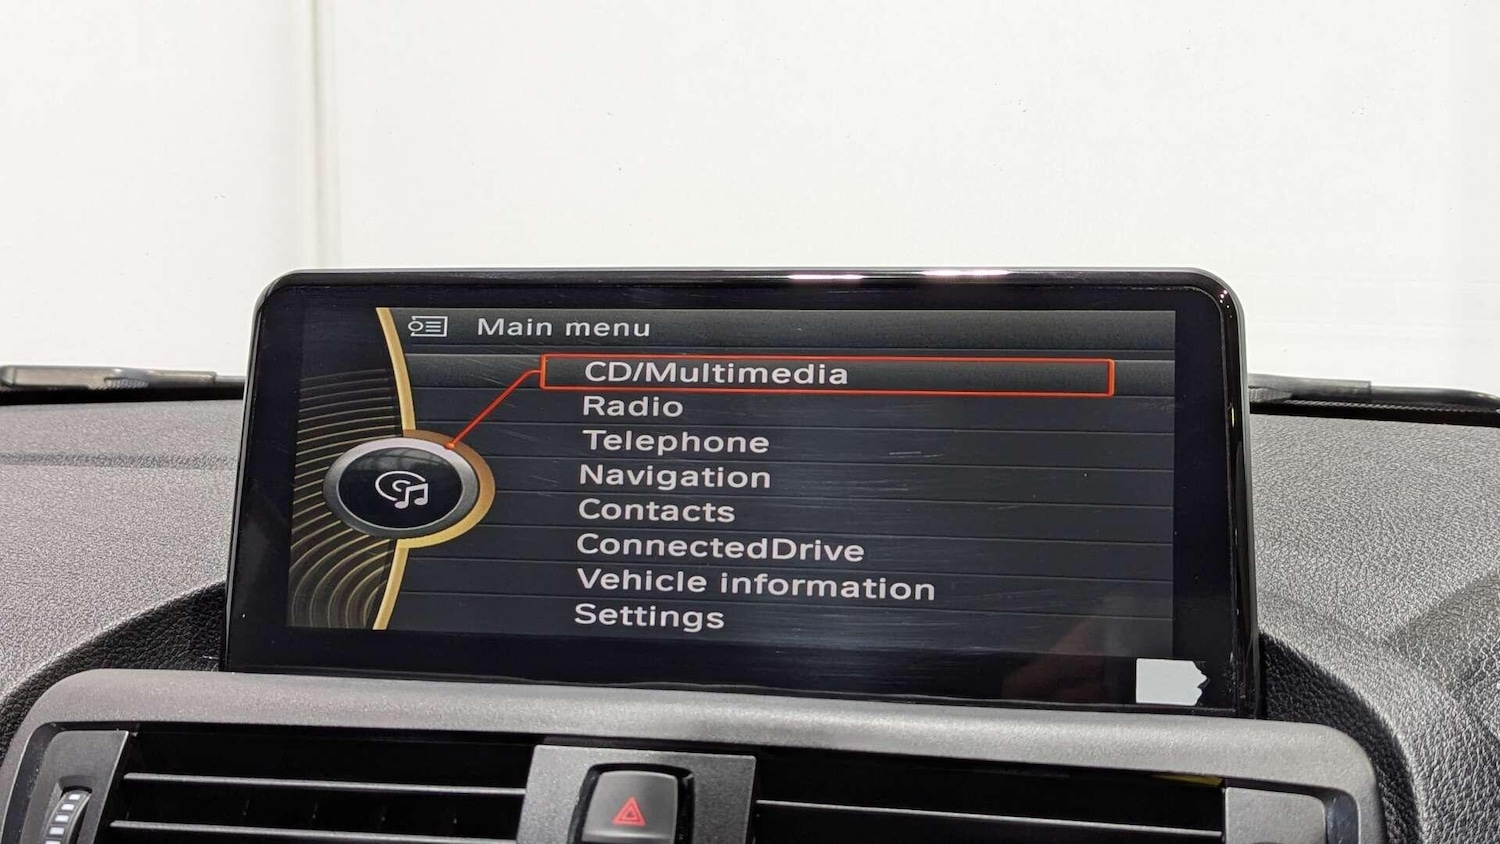 Main menu
CD/Multimedia
Radio
Telephone
Navigation
Contacts
ConnectedDrive
Vehicle information
Settings